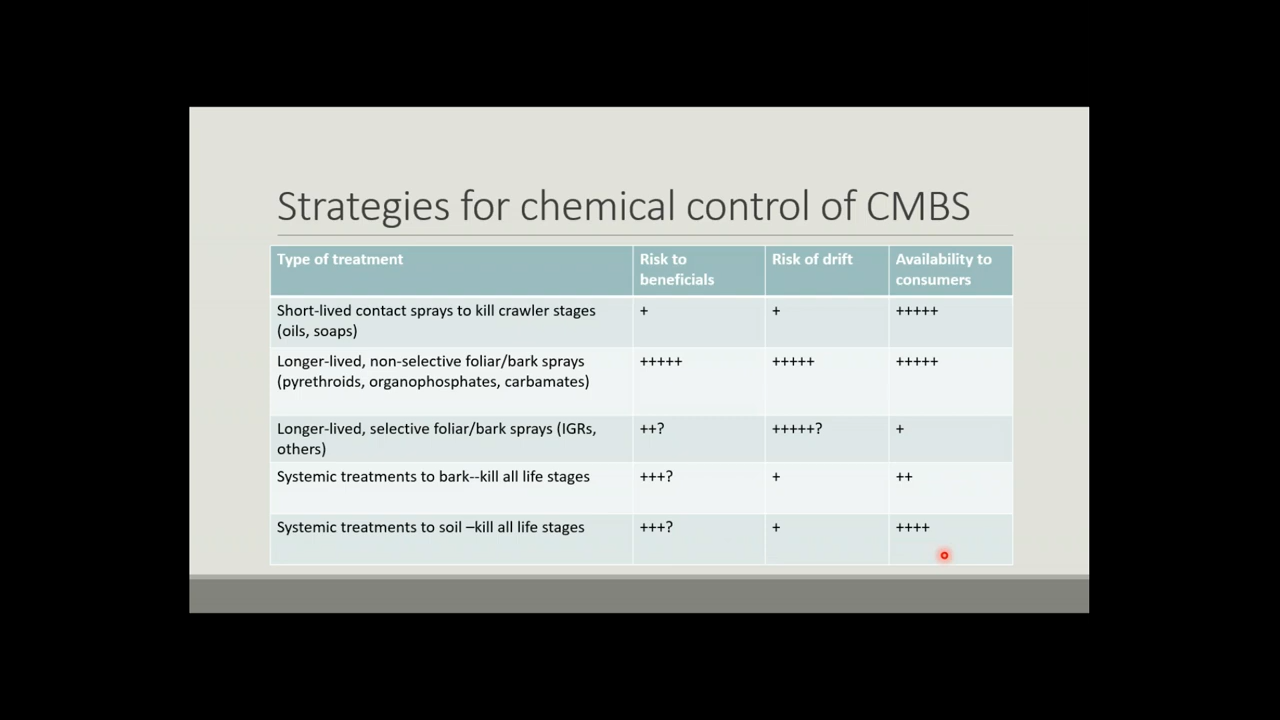 Strategies for chemical control of CMBS
Type of treatment
Risk to
beneficials
Risk of drift
Availability to
consumers
Short-lived contact sprays to kill crawler stages
(oils, soaps)
+
+
+++++
Longer-lived, non-selective foliar/bark sprays
(pyrethroids, organophosphates, carbamates)
+++++
+++++
+++++
Longer-lived, selective foliar/bark sprays (IGRs,
others)
++?
+++++?
+
Systemic treatments to bark--kill all life stages
+++?
+
++
Systemic treatments to soil –kill all life stages
+++?
+
++++